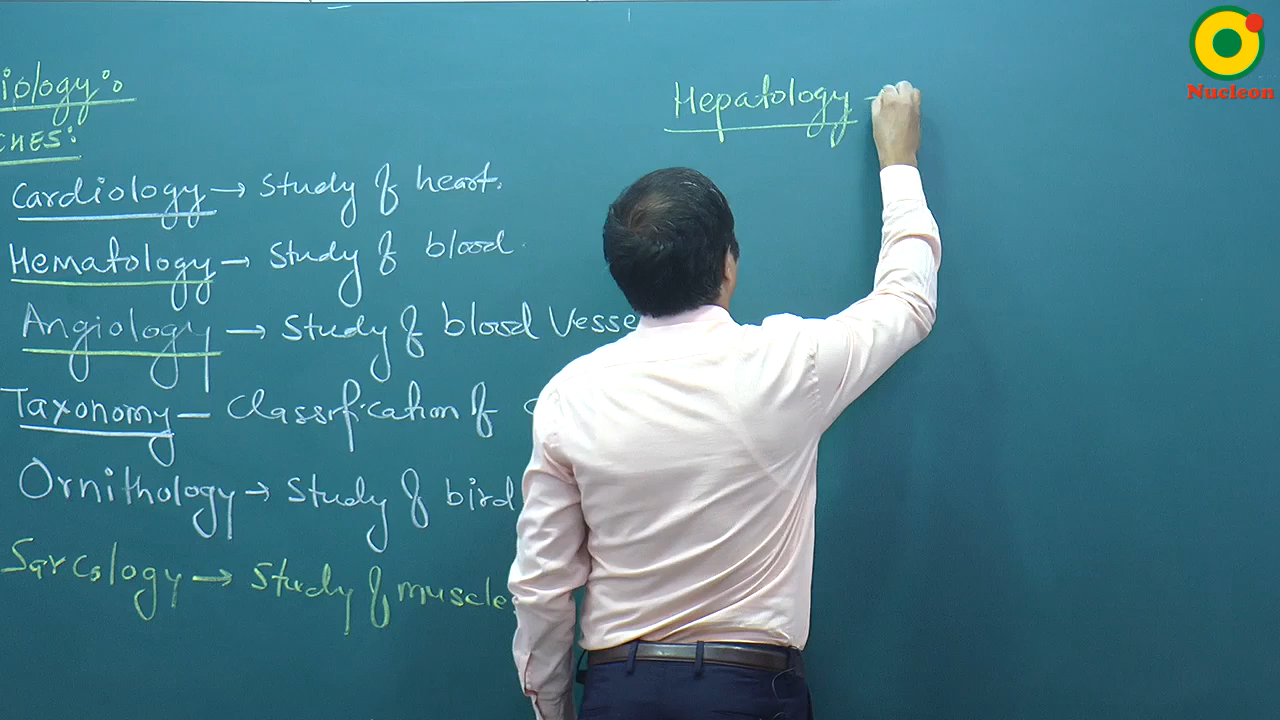 iology:
CHES:
Cardiology → Study of heart.
Hematology → Study of blood.
Angiology → Study of blood Vesse
Taxonomy – Classification of
Ornithology → Study of bird
Sarcology → Study of muscle
Hepatology –
Nucleon